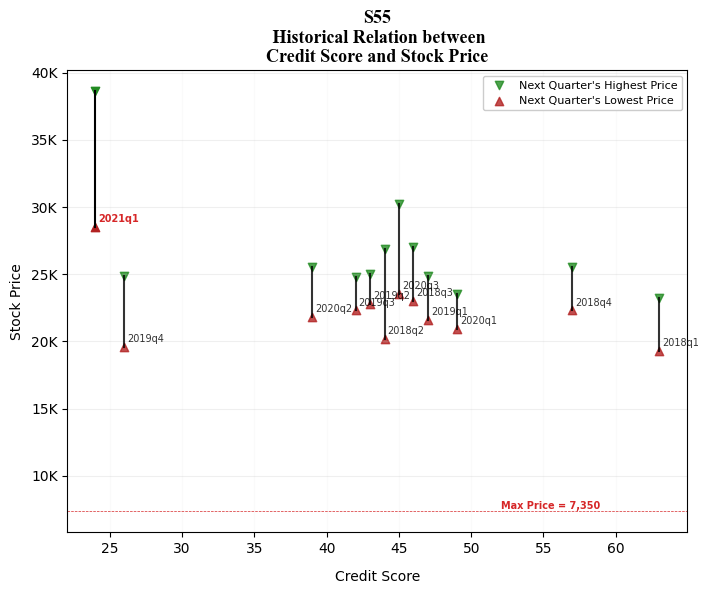 S55
Historical Relation between
Credit Score and Stock Price
Next Quarter's Highest Price
Next Quarter's Lowest Price
Stock Price
40K
35K
30K
25K
20K
15K
10K
2021q1
2019q4
2020q2
2019q3
2019q2
2018q2
2020q3
2018q3
2019q1
2020q1
2018q4
2018q1
Max Price = 7,350
25 30 35 40 45 50 55 60
Credit Score